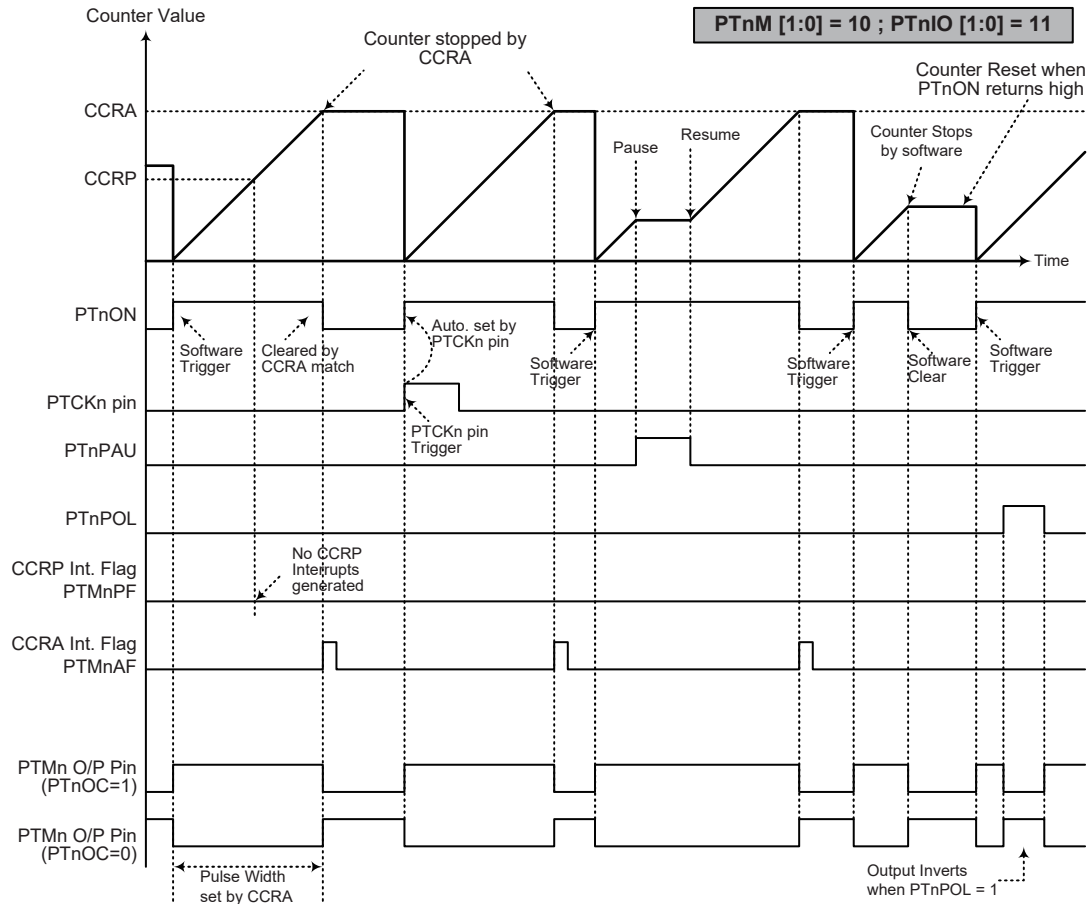 Counter Value
PTnM [1:0] = 10 ; PTnIO [1:0] = 11
Counter stopped by
CCRA
Counter Reset when
PTnON returns high
CCRA
Pause
Resume
Counter Stops
by software
CCRP
Time
PTnON
Software
Trigger
Cleared by
CCRA match
Auto. set by
PTCKn pin
Software
Trigger
Software
Trigger
Software
Clear
Software
Trigger
PTCKn pin
PTCKn pin
Trigger
PTnPAU
PTnPOL
No CCRP
Interrupts
generated
CCRP Int. Flag
PTMnPF
CCRA Int. Flag
PTMnAF
PTMn O/P Pin
(PTnOC=1)
PTMn O/P Pin
(PTnOC=0)
Pulse Width
set by CCRA
Output Inverts
when PTnPOL = 1